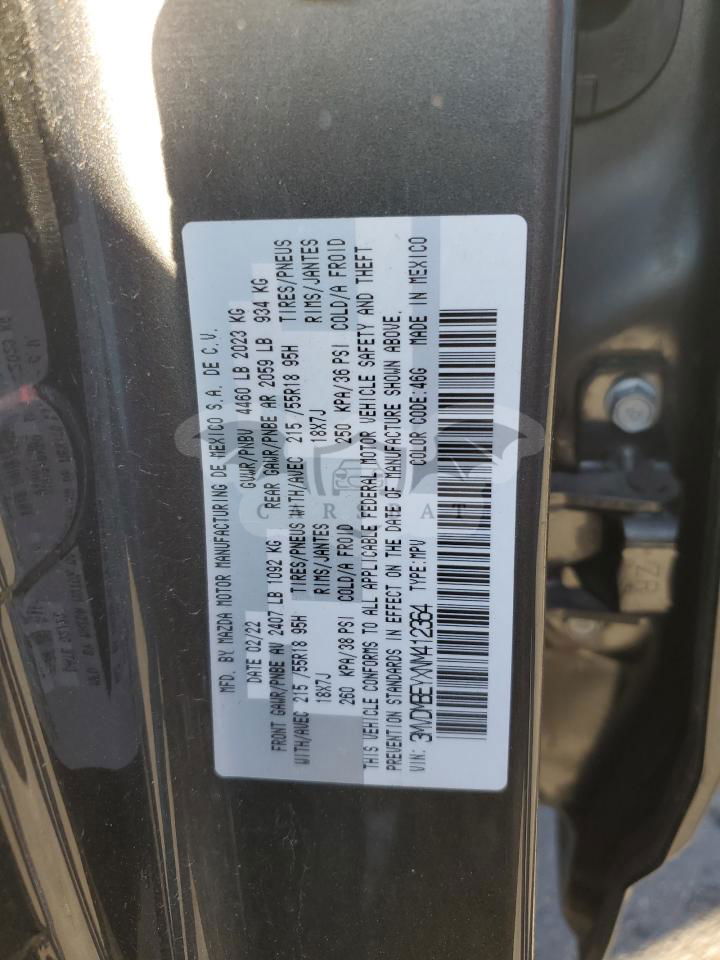 MFD. BY MAZDA MOTOR MANUFACTURING DE MEXICO S.A. DE C.V.
DATE 02/22 GVWR/PNBV 4460 LB 2023 KG
FRONT GAWR/PNBE AV 2407 LB 1092 KG REAR GAWR/PNBE AR 2059 LB 934 KG
WITH/AVEC 215 /55R18 95H TIRES/PNEUS WITH/AVEC 215 /55R18 95H TIRES/PNEUS
18X7J RIMS/JANTES 18X7J RIMS/JANTES
260 KPA/38 PSI COLD/A FROID 250 KPA/36 PSI COLD/A FROID
THIS VEHICLE CONFORMS TO ALL APPLICABLE FEDERAL MOTOR VEHICLE SAFETY AND THEFT
PREVENTION STANDARDS IN EFFECT ON THE DATE OF MANUFACTURE SHOWN ABOVE.
VIN: 3MVDMBEYXNM412364 TYPE:MPV COLOR CODE:46G MADE IN MEXICO